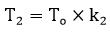 T₂ = Tₒ × k₂